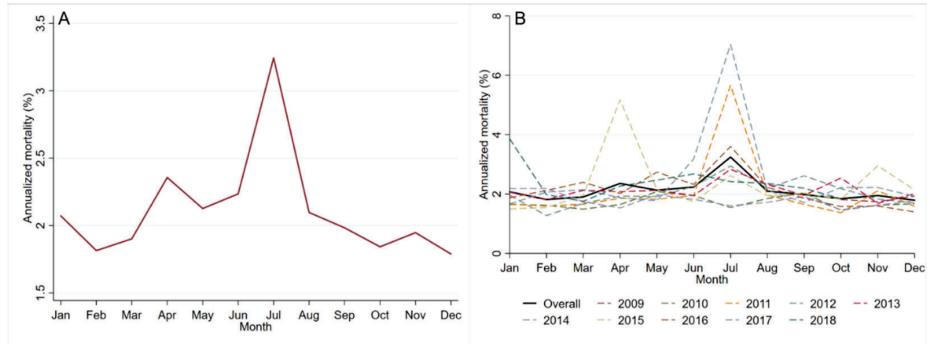 A
Annualized mortality (%)
3.5
3
2.5
2
1.5
Jan Feb Mar Apr May Jun Jul Aug Sep Oct Nov Dec
Month
B
Annualized mortality (%)
8
6
4
2
0
Jan Feb Mar Apr May Jun Jul Aug Sep Oct Nov Dec
Month
Overall 2009 2010 2011 2012 2013
2014 2015 2016 2017 2018